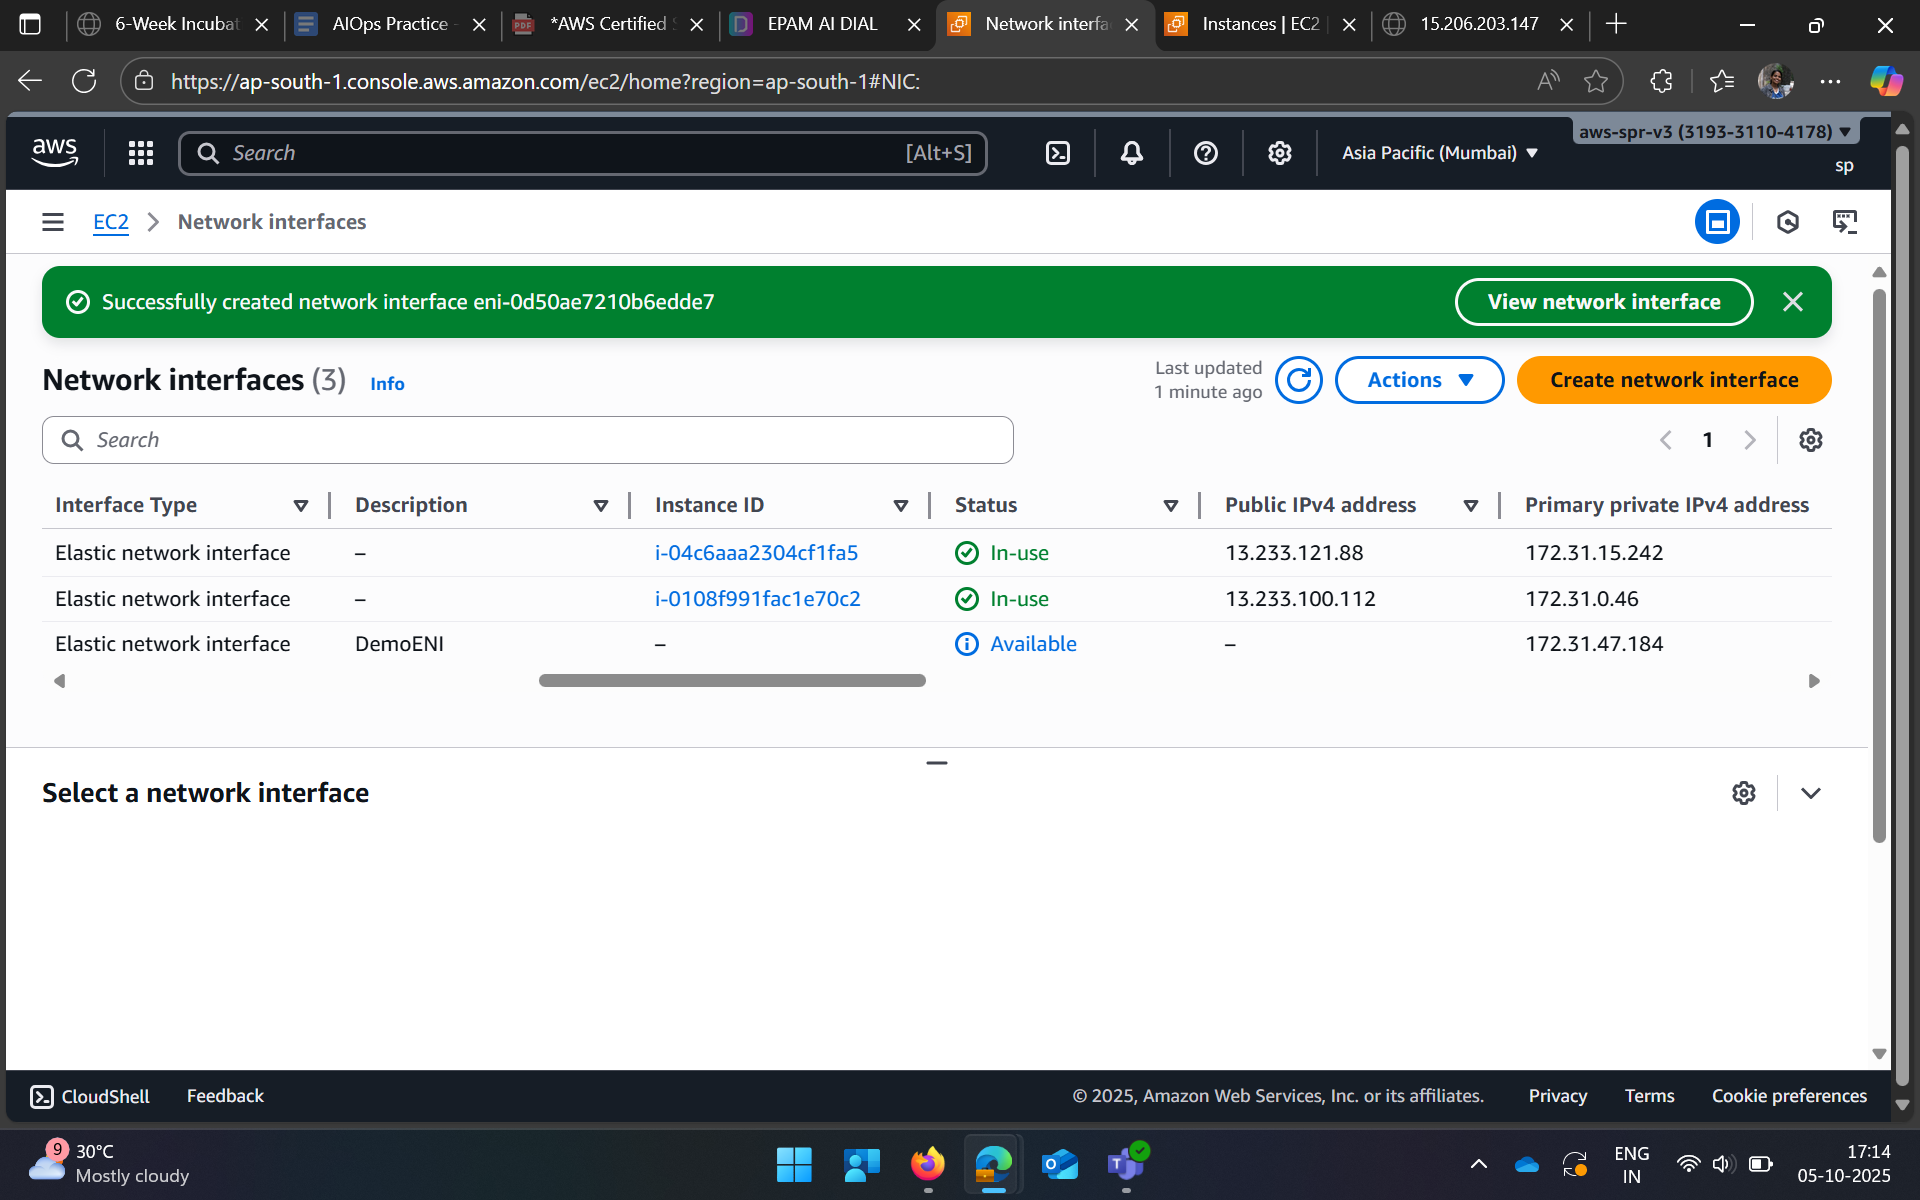 6-Week Incubat
AIOps Practice -
*AWS Certified S
EPAM AI DIAL
Network interfa
Instances | EC2 |
15.206.203.147
https://ap-south-1.console.aws.amazon.com/ec2/home?region=ap-south-1#NIC:
aws
Search
[Alt+S]
Asia Pacific (Mumbai)
aws-spr-v3 (3193-3110-4178)
sp
EC2
Network interfaces
Successfully created network interface eni-0d50ae7210b6edde7
View network interface
Network interfaces (3)
Info
Last updated
1 minute ago
Actions
Create network interface
Search
1
Interface Type
Description
Instance ID
Status
Public IPv4 address
Primary private IPv4 address
Elastic network interface
–
i-04c6aaa2304cf1fa5
In-use
13.233.121.88
172.31.15.242
Elastic network interface
–
i-0108f991fac1e70c2
In-use
13.233.100.112
172.31.0.46
Elastic network interface
DemoENI
–
Available
–
172.31.47.184
Select a network interface
CloudShell
Feedback
© 2025, Amazon Web Services, Inc. or its affiliates.
Privacy
Terms
Cookie preferences
9
30°C
Mostly cloudy
ENG
IN
17:14
05-10-2025